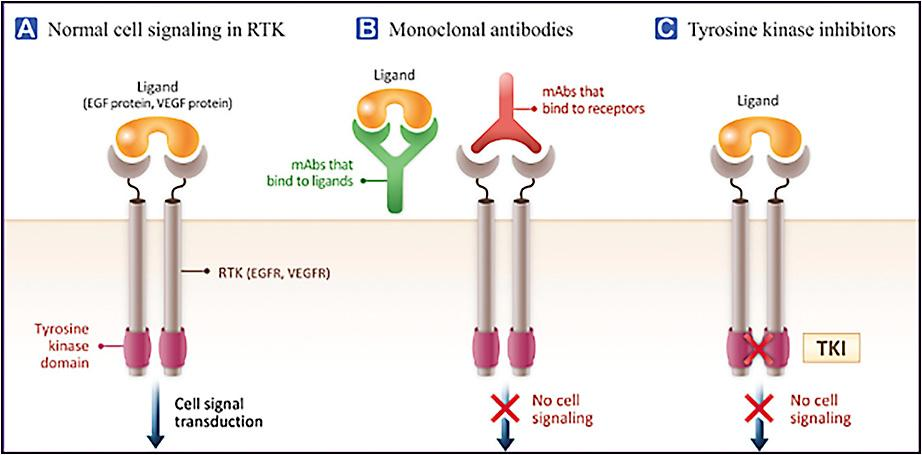 A Normal cell signaling in RTK
Ligand
(EGF protein, VEGF protein)
RTK (EGFR, VEGFR)
Tyrosine
kinase
domain
Cell signal
transduction
B Monoclonal antibodies
Ligand
mAbs that
bind to receptors
mAbs that
bind to ligands
No cell
signaling
C Tyrosine kinase inhibitors
Ligand
TKI
No cell
signaling